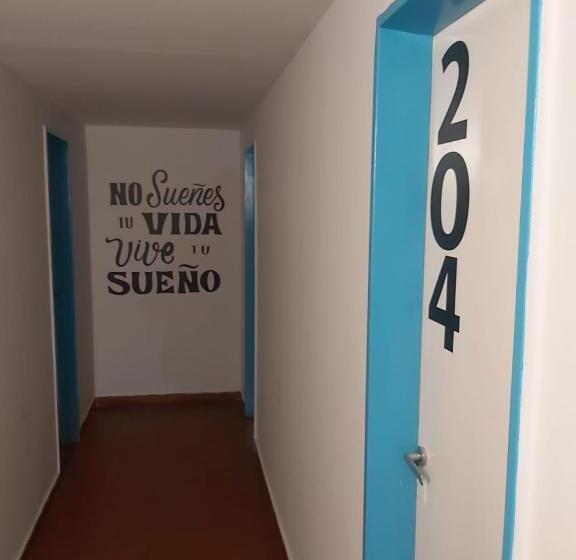 NO Sueñes
TU VIDA
Vive TU
SUEÑO
204